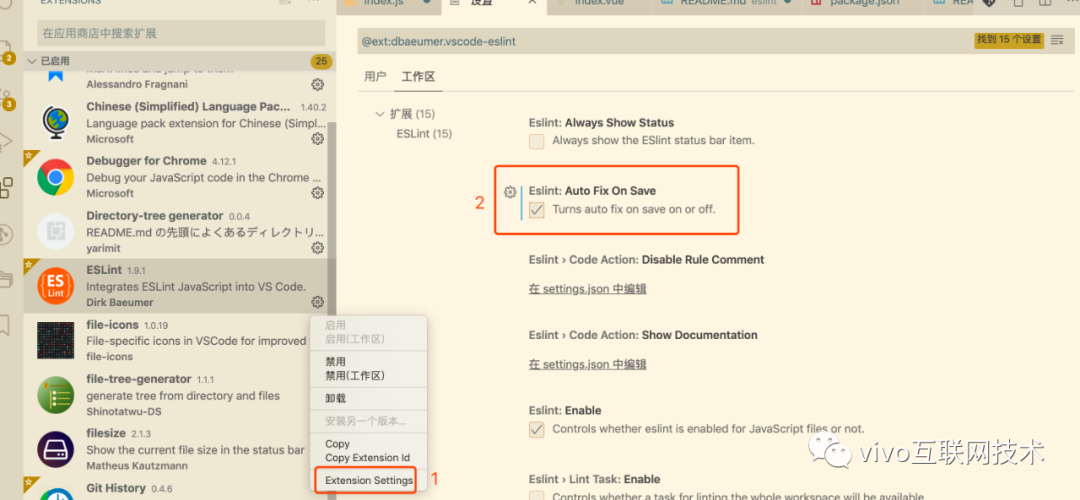 EXTENSIONS
在应用商店中搜索扩展
已启用
25
2
3
Alessandro Fragnani
Chinese (Simplified) Language Pac... 1.40.2
Language pack extension for Chinese (Simpl...
Microsoft
Debugger for Chrome 4.12.1
Debug your JavaScript code in the Chrome ...
Microsoft
Directory-tree generator 0.0.4
README.md の先頭によくあるディレクトリ...
yarimit
ES
Lint
ESLint 1.9.1
Integrates ESLint JavaScript into VS Code.
Dirk Baeumer
file-icons 1.0.19
File-specific icons in VSCode for improved
file-icons
file-tree-generator 1.1.1
generate tree from directory and files
Shinotatwu-DS
filesize 2.1.3
Show the current file size in the status bar
Matheus Kautzmann
Git History 0.4.6
启用
启用(工作区)
禁用
禁用(工作区)
卸载
安装另一个版本...
Copy
Copy Extension Id
Extension Settings
1
index.js
设置
index.vue
README.md eslint
package.json
REA
@ext:dbaeumer.vscode-eslint
找到 15 个设置
用户
工作区
扩展 (15)
ESLint (15)
Eslint: Always Show Status
Always show the ESlint status bar item.
2
Eslint: Auto Fix On Save
Turns auto fix on save on or off.
Eslint › Code Action: Disable Rule Comment
在 settings.json 中编辑
Eslint › Code Action: Show Documentation
在 settings.json 中编辑
Eslint: Enable
Controls whether eslint is enabled for JavaScript files or not.
Eslint › Lint Task: Enable
Controls whether a task for linting the whole workspace will be available.
vivo互联网技术